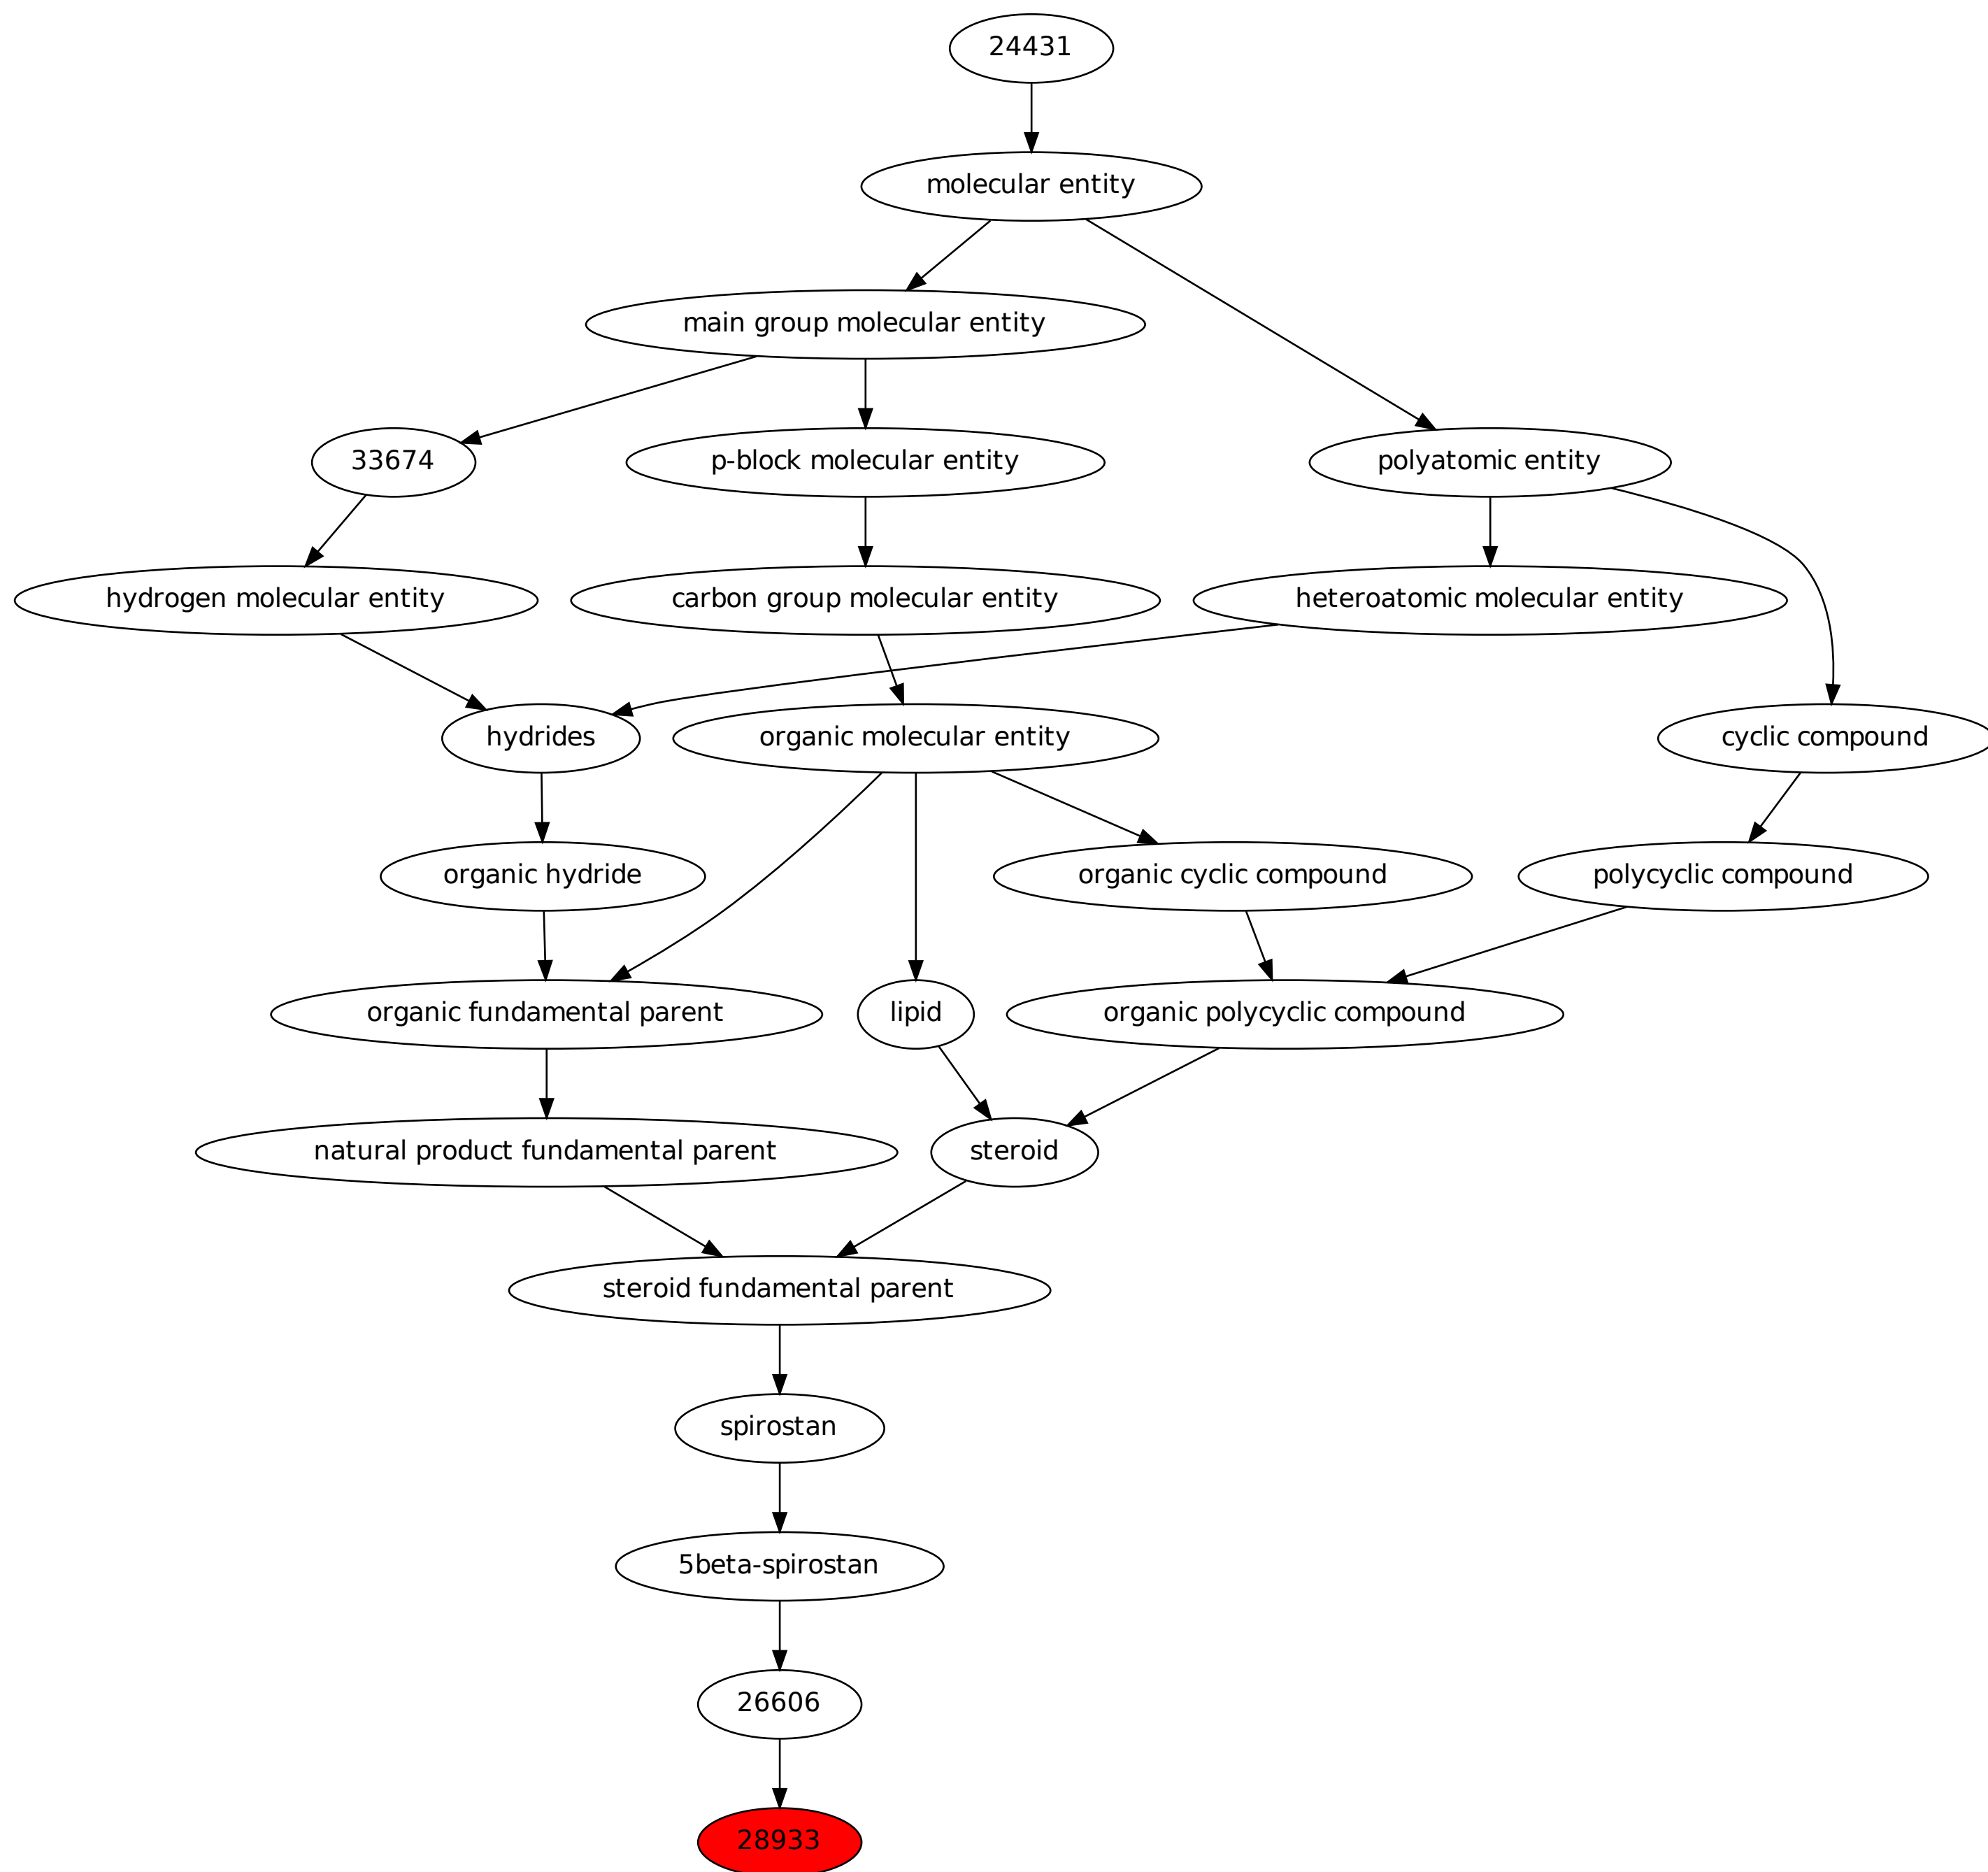 24431
molecular entity
main group molecular entity
33674
p-block molecular entity
polyatomic entity
hydrogen molecular entity
carbon group molecular entity
heteroatomic molecular entity
hydrides
organic molecular entity
cyclic compound
organic hydride
organic cyclic compound
polycyclic compound
organic fundamental parent
lipid
organic polycyclic compound
natural product fundamental parent
steroid
steroid fundamental parent
spirostan
5beta-spirostan
26606
28933